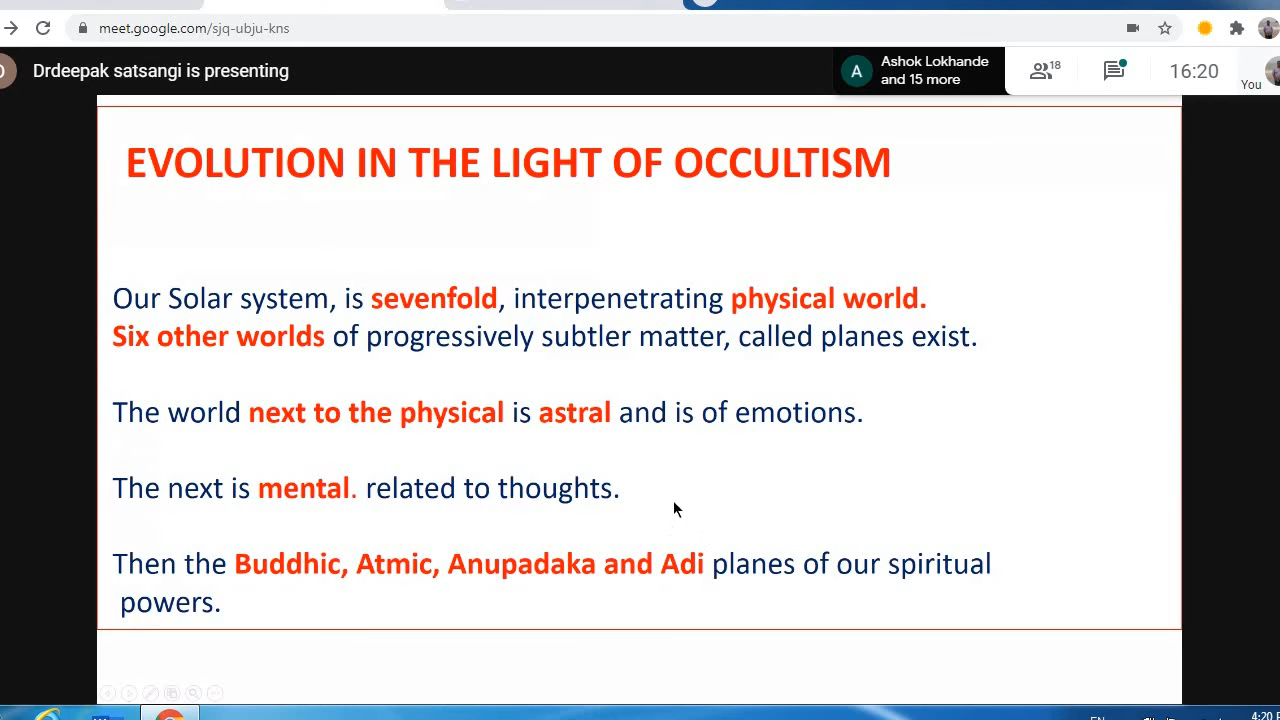 meet.google.com/sjq-ubju-kns
Drdeepak satsangi is presenting
A
Ashok Lokhande
and 15 more
18
16:20
You
EVOLUTION IN THE LIGHT OF OCCULTISM
Our Solar system, is sevenfold, interpenetrating physical world.
Six other worlds of progressively subtler matter, called planes exist.
The world next to the physical is astral and is of emotions.
The next is mental. related to thoughts.
Then the Buddhic, Atmic, Anupadaka and Adi planes of our spiritual
powers.